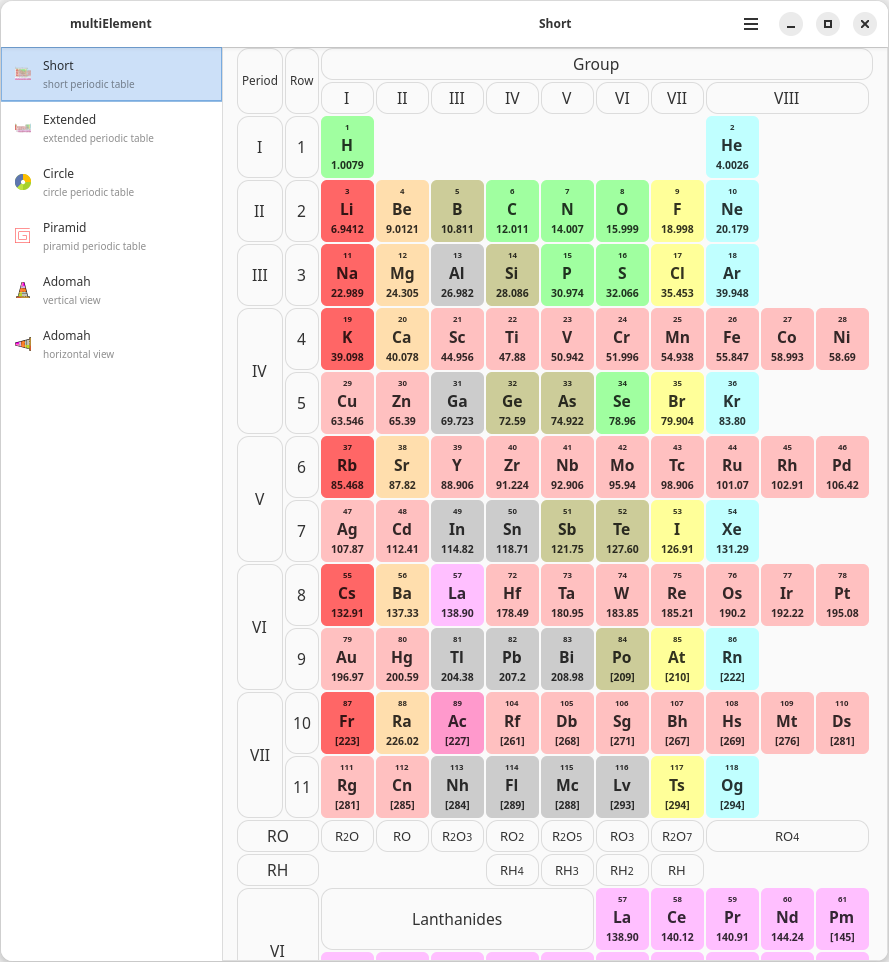 multiElement
Short
Short
short periodic table
Extended
extended periodic table
Circle
circle periodic table
Piramid
piramid periodic table
Adomah
vertical view
Adomah
horizontal view
Period Row Group
I II III IV V VI VII VIII
I 1
1 2
H He
1.0079 4.0026
II 2
3 4 5 6 7 8 9 10
Li Be B C N O F Ne
6.9412 9.0121 10.811 12.011 14.007 15.999 18.998 20.179
III 3
11 12 13 14 15 16 17 18
Na Mg Al Si P S Cl Ar
22.989 24.305 26.982 28.086 30.974 32.066 35.453 39.948
IV 4
19 20 21 22 23 24 25 26 27 28
K Ca Sc Ti V Cr Mn Fe Co Ni
39.098 40.078 44.956 47.88 50.942 51.996 54.938 55.847 58.993 58.69
5
29 30 31 32 33 34 35 36
Cu Zn Ga Ge As Se Br Kr
63.546 65.39 69.723 72.59 74.922 78.96 79.904 83.80
V 6
37 38 39 40 41 42 43 44 45 46
Rb Sr Y Zr Nb Mo Tc Ru Rh Pd
85.468 87.82 88.906 91.224 92.906 95.94 98.906 101.07 102.91 106.42
7
47 48 49 50 51 52 53 54
Ag Cd In Sn Sb Te I Xe
107.87 112.41 114.82 118.71 121.75 127.60 126.91 131.29
VI 8
55 56 57 72 73 74 75 76 77 78
Cs Ba La Hf Ta W Re Os Ir Pt
132.91 137.33 138.90 178.49 180.95 183.85 185.21 190.2 192.22 195.08
9
79 80 81 82 83 84 85 86
Au Hg Tl Pb Bi Po At Rn
196.97 200.59 204.38 207.2 208.98 [209] [210] [222]
VII 10
87 88 89 104 105 106 107 108 109 110
Fr Ra Ac Rf Db Sg Bh Hs Mt Ds
[223] 226.02 [227] [261] [268] [271] [267] [269] [276] [281]
11
111 112 113 114 115 116 117 118
Rg Cn Nh Fl Mc Lv Ts Og
[281] [285] [284] [289] [288] [293] [294] [294]
RO R2O RO R2O3 RO2 R2O5 RO3 R2O7 RO4
RH RH4 RH3 RH2 RH
VI Lanthanides
57 58 59 60 61
La Ce Pr Nd Pm
138.90 140.12 140.91 144.24 [145]